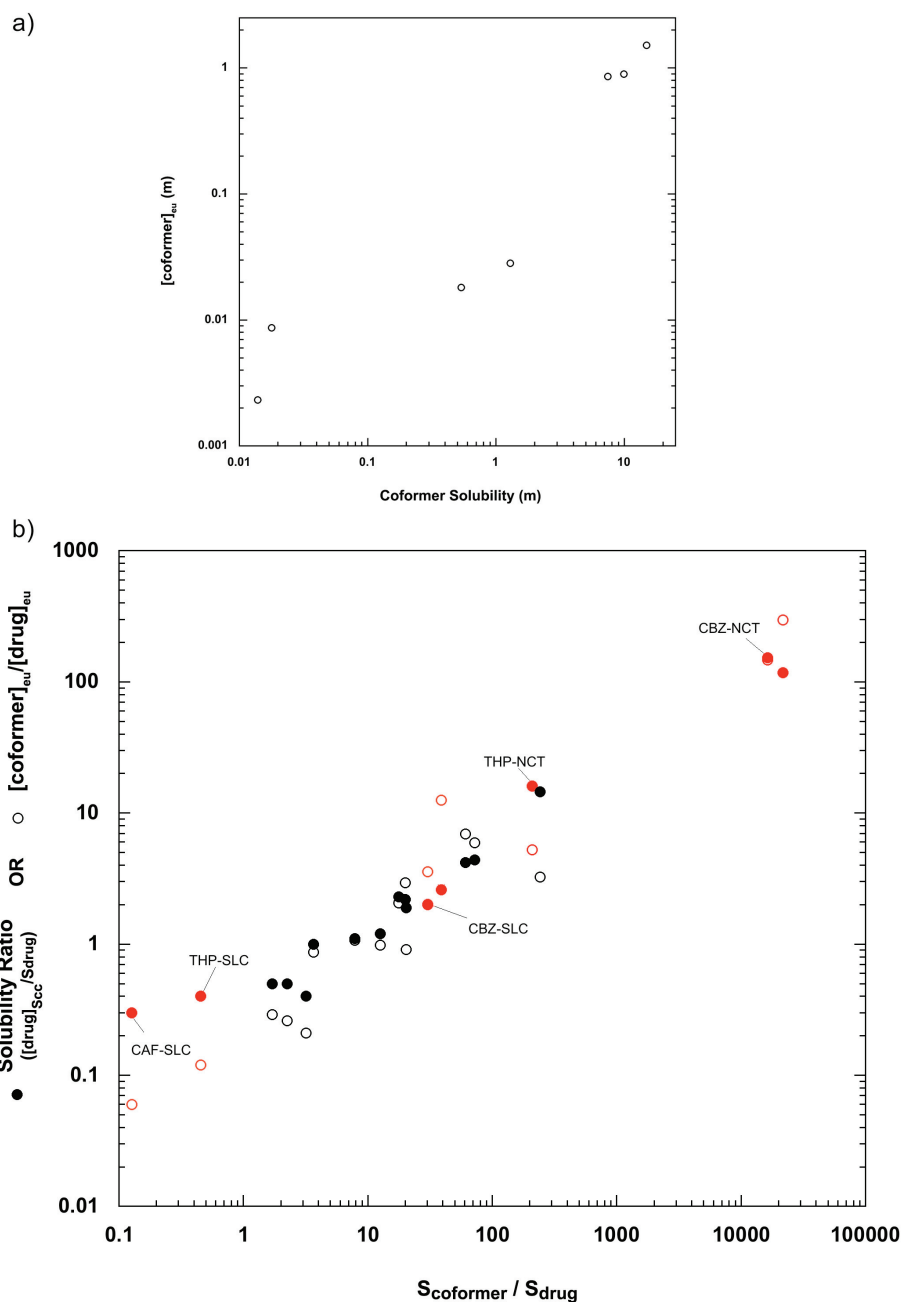 a)
1
0.1
0.01
0.001
[coformer]eu (m)
0.01 0.1 1 10
Coformer Solubility (m)
b)
1000
100
10
1
0.1
0.01
● Solubility Ratio OR ○ [coformer]eu/[drug]eu
([drug]Scc/Sdrug)
CBZ-NCT
THP-NCT
CBZ-SLC
THP-SLC
CAF-SLC
0.1 1 10 100 1000 10000 100000
Scoformer / Sdrug